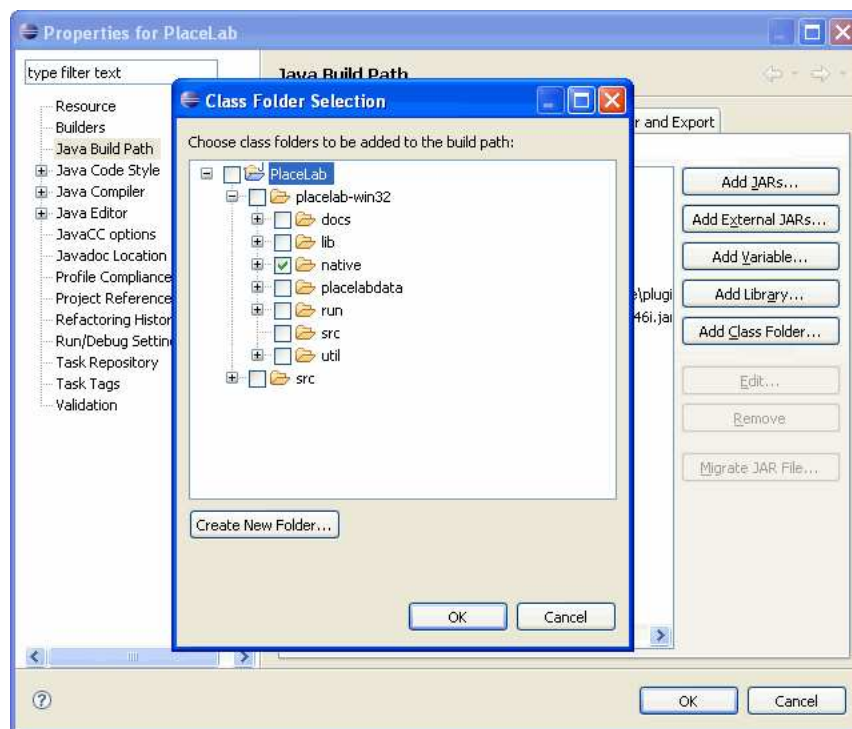 Properties for PlaceLab
type filter text
Java Build Path
Resource
Builders
Java Build Path
Java Code Style
Java Compiler
Java Editor
JavaCC options
Javadoc Location
Profile Compliance
Project Reference
Refactoring Histor
Run/Debug Settin
Task Repository
Task Tags
Validation
Class Folder Selection
Choose class folders to be added to the build path:
PlaceLab
placelab-win32
docs
lib
native
placelabdata
run
src
util
src
Create New Folder...
OK
Cancel
r and Export
e\plugi
46i.jar
Add JARs...
Add External JARs...
Add Variable...
Add Library...
Add Class Folder...
Edit...
Remove
Migrate JAR File...
OK
Cancel